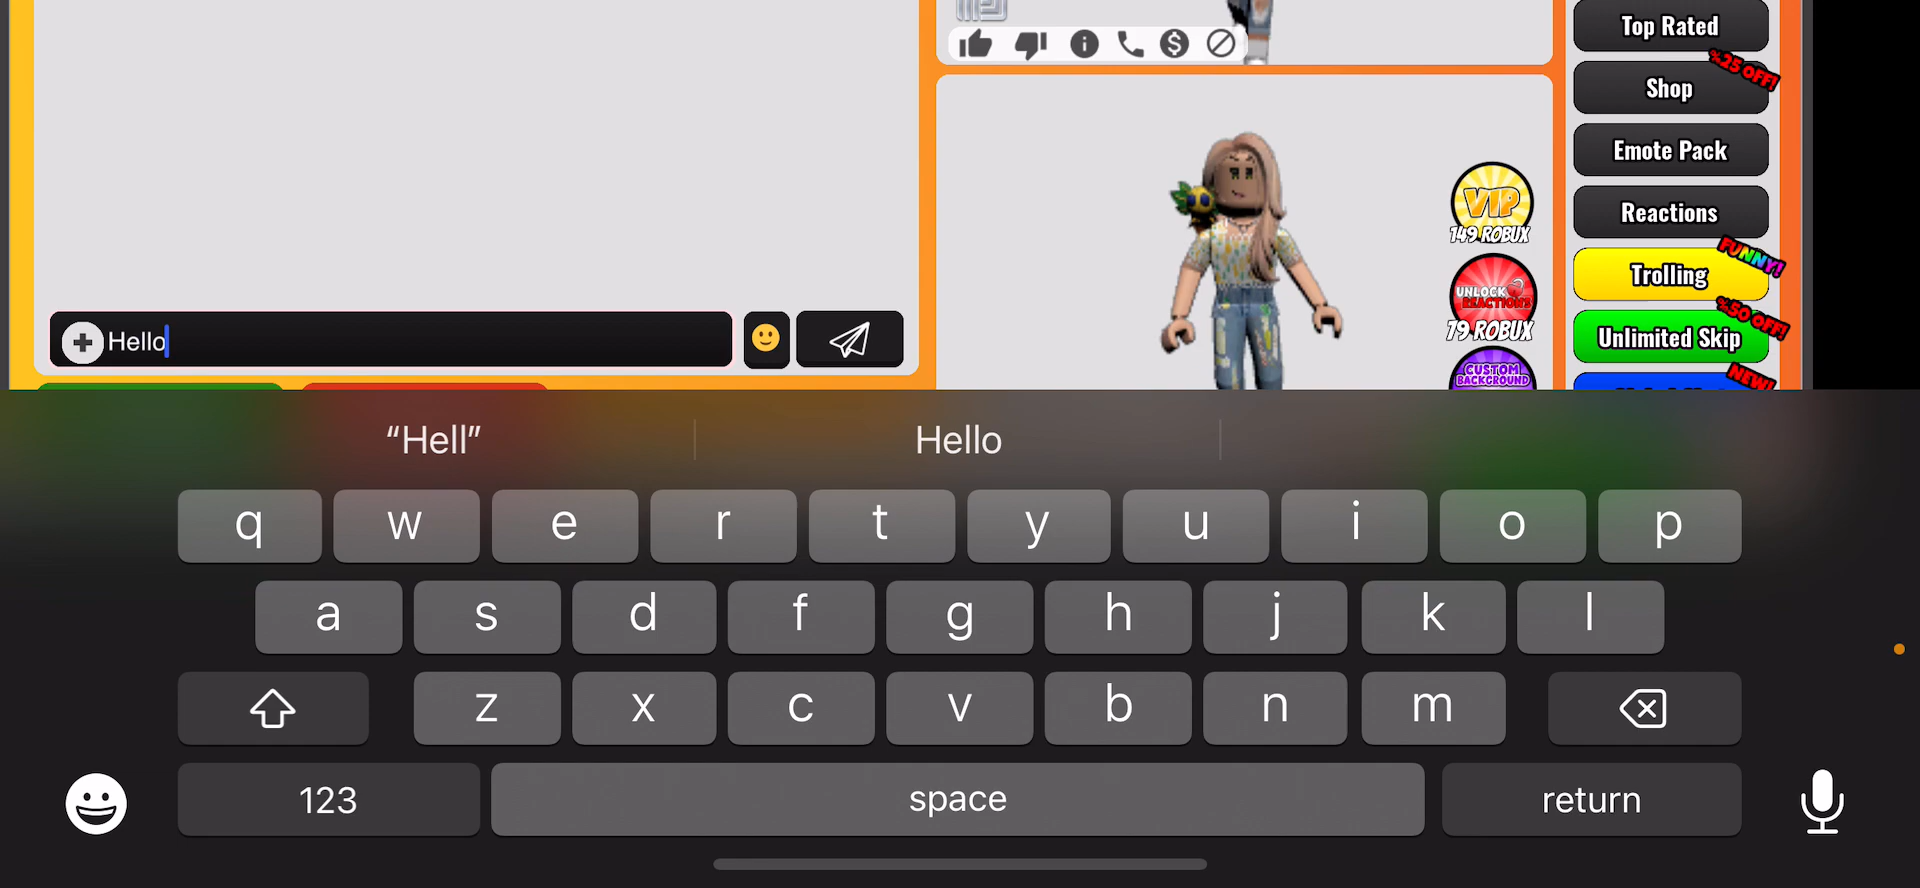 Top Rated
%25 OFF!
Shop
Emote Pack
Reactions
FUNNY!
Trolling
%50 OFF!
Unlimited Skip
NEW!
VIP
149 ROBUX
UNLOCK
REACTIONS
79 ROBUX
CUSTOM
BACKGROUND
Hello
“Hell” Hello
q w e r t y u i o p
a s d f g h j k l
z x c v b n m
123 space return